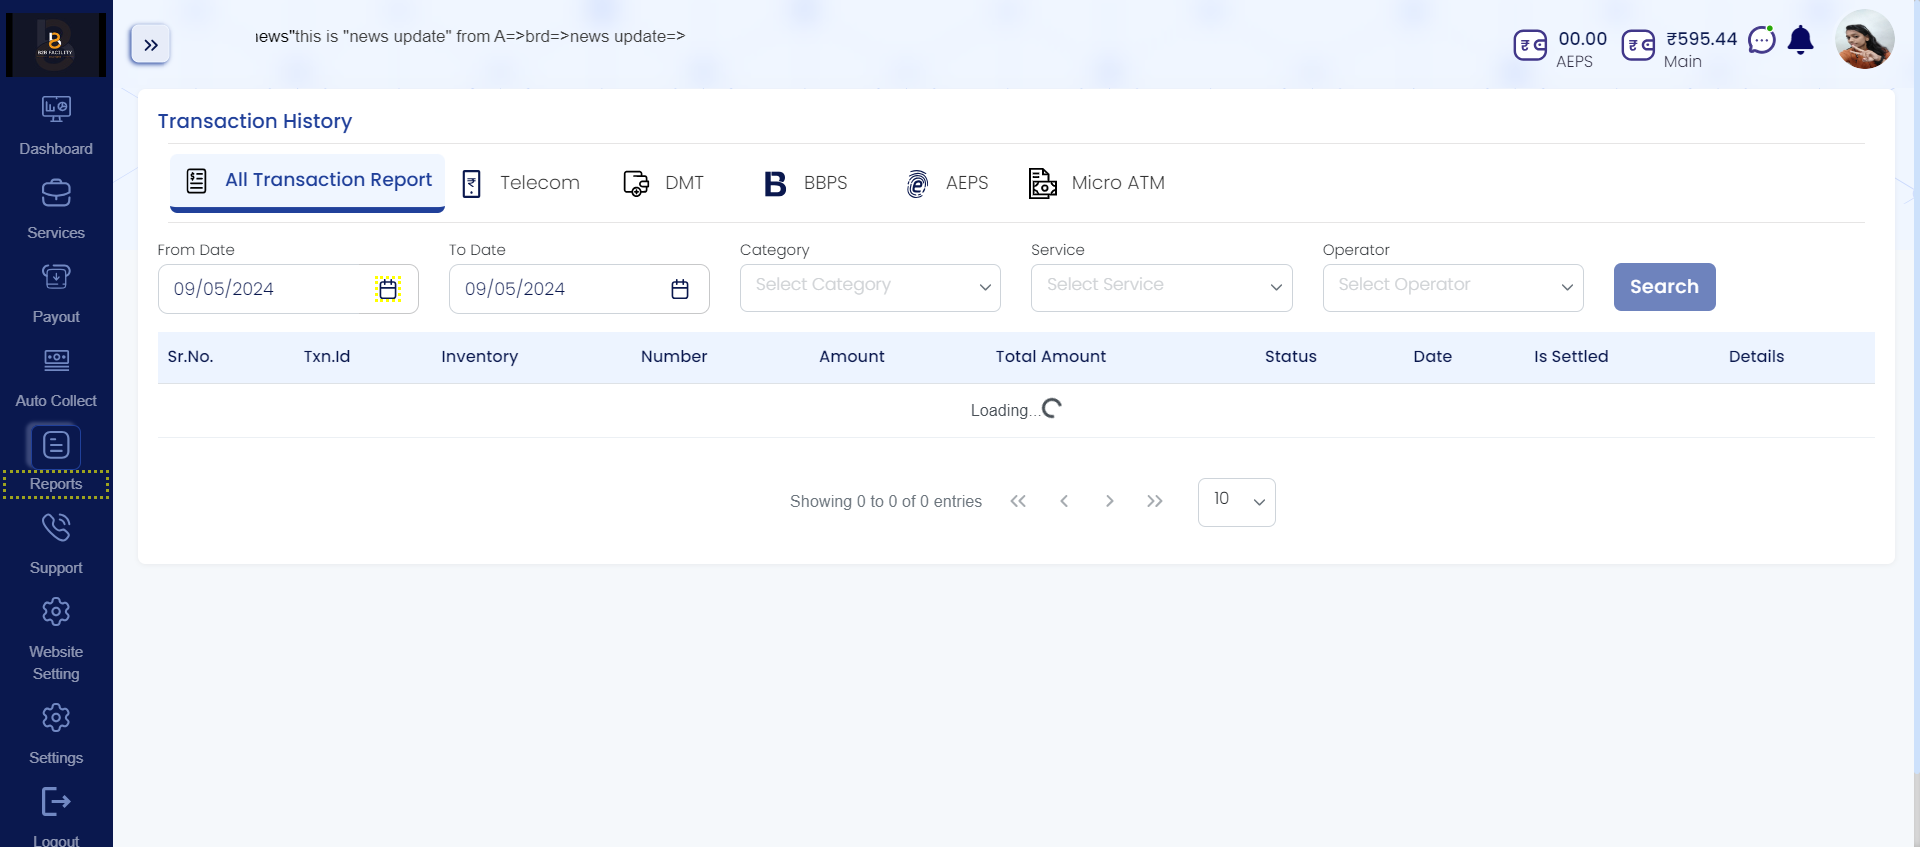 B2B FACILITY
news"this is "news update" from A=>brd=>news update=>
00.00
AEPS
₹595.44
Main
Dashboard
Services
Payout
Auto Collect
Reports
Support
Website
Setting
Settings
Logout
Transaction History
All Transaction Report
Telecom
DMT
BBPS
AEPS
Micro ATM
From Date
To Date
Category
Service
Operator
09/05/2024
09/05/2024
Select Category
Select Service
Select Operator
Search
Sr.No. Txn.Id Inventory Number Amount Total Amount Status Date Is Settled Details
Loading...
Showing 0 to 0 of 0 entries
10